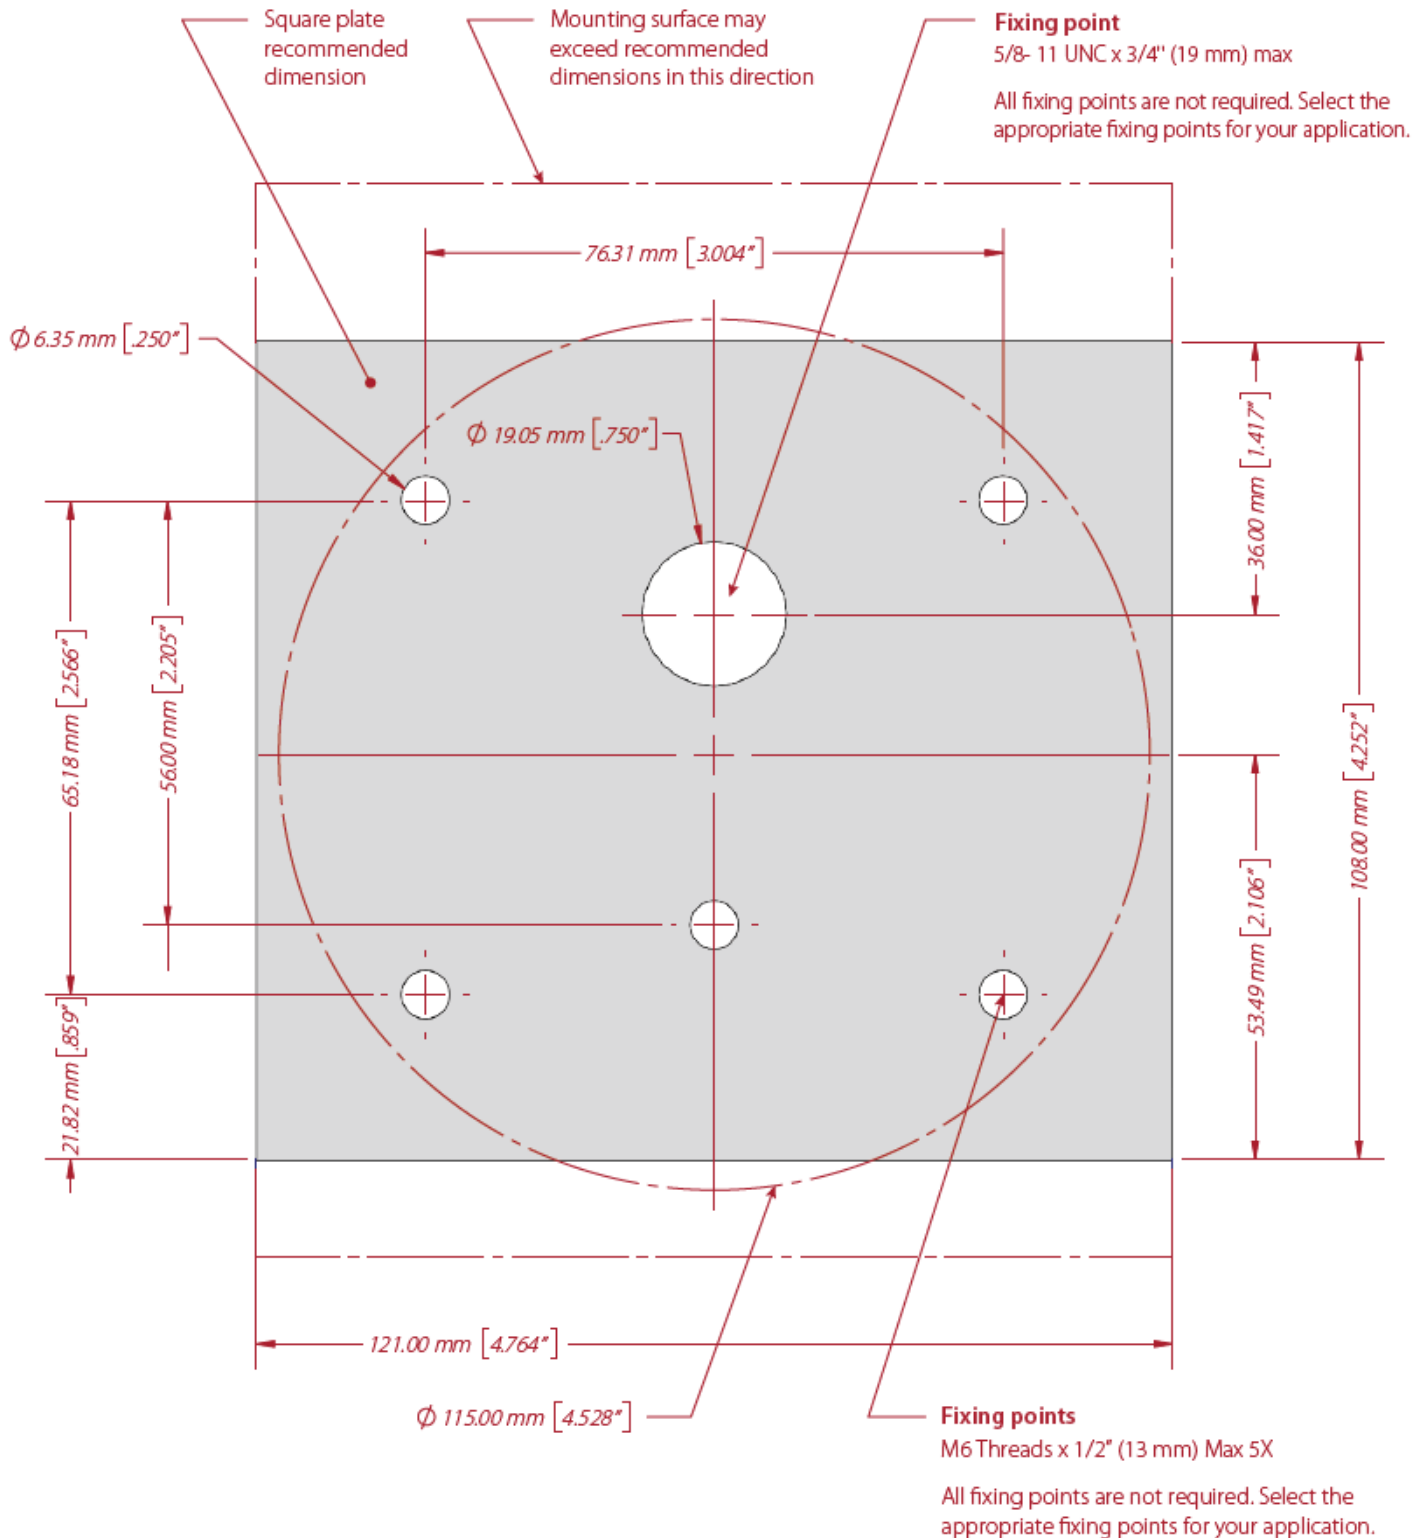 Square plate
recommended
dimension
Mounting surface may
exceed recommended
dimensions in this direction
Fixing point
5/8- 11 UNC x 3/4'' (19 mm) max
All fixing points are not required. Select the
appropriate fixing points for your application.
76.31 mm [3.004"]
Ø 6.35 mm [.250"]
Ø 19.05 mm [.750"]
36.00 mm [1.417"]
65.18 mm [2.566"]
56.00 mm [2.205"]
108.00 mm [4.252"]
53.49 mm [2.106"]
21.82 mm [.859"]
121.00 mm [4.764"]
Ø 115.00 mm [4.528"]
Fixing points
M6 Threads x 1/2" (13 mm) Max 5X
All fixing points are not required. Select the
appropriate fixing points for your application.